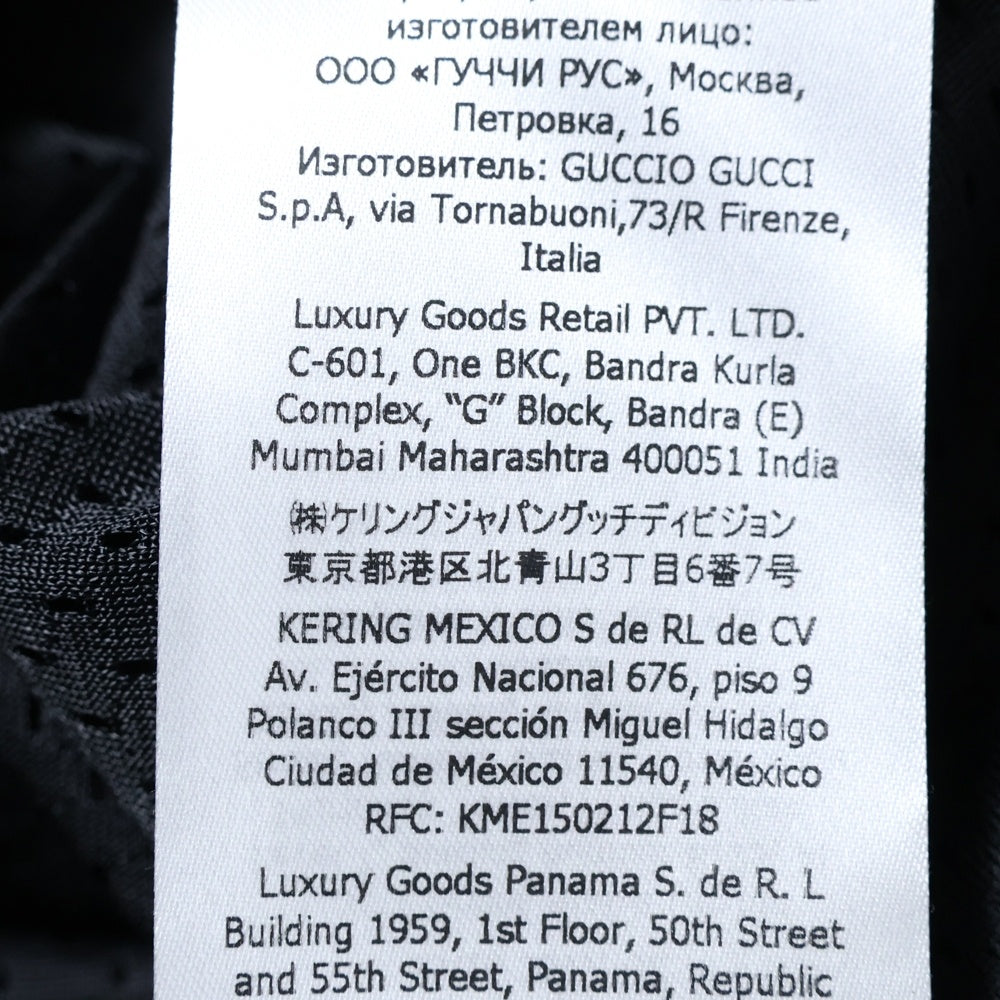 изготовителем лицо:
ООО «ГУЧЧИ РУС», Москва,
Петровка, 16
Изготовитель: GUCCIO GUCCI
S.p.A, via Tornabuoni,73/R Firenze,
Italia
Luxury Goods Retail PVT. LTD.
C-601, One BKC, Bandra Kurla
Complex, “G” Block, Bandra (E)
Mumbai Maharashtra 400051 India
㈱ケリングジャパングッチディビジョン
東京都港区北青山3丁目6番7号
KERING MEXICO S de RL de CV
Av. Ejército Nacional 676, piso 9
Polanco III sección Miguel Hidalgo
Ciudad de México 11540, México
RFC: KME150212F18
Luxury Goods Panama S. de R. L
Building 1959, 1st Floor, 50th Street
and 55th Street, Panama, Republic